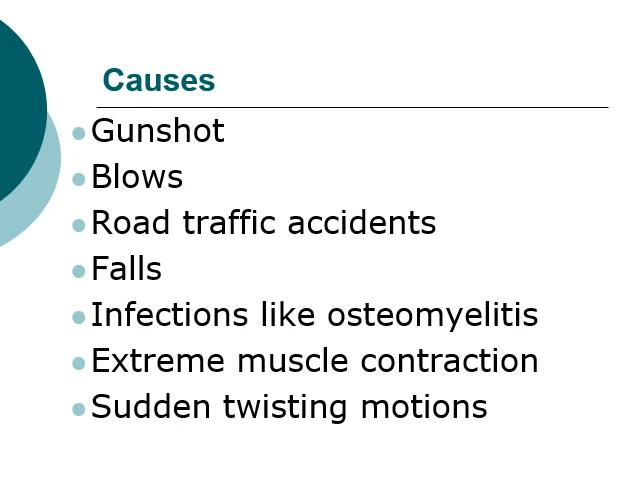 Causes
Gunshot
Blows
Road traffic accidents
Falls
Infections like osteomyelitis
Extreme muscle contraction
Sudden twisting motions